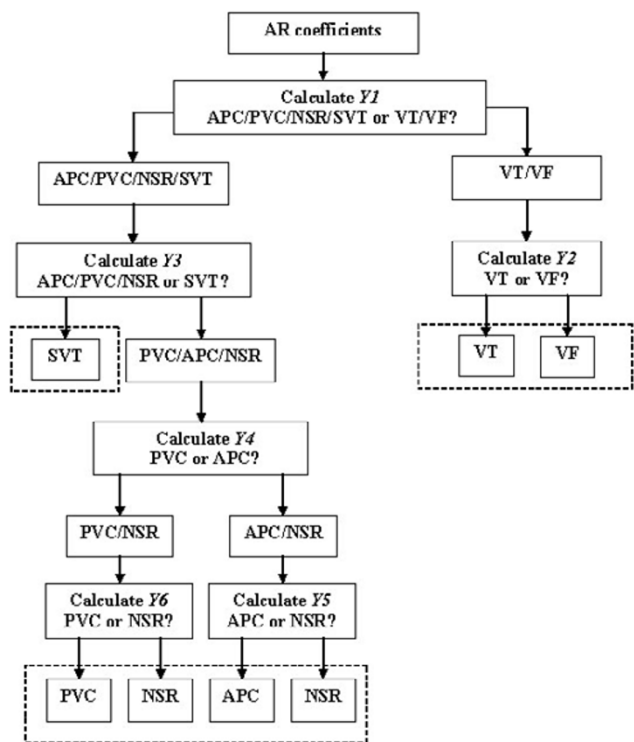 AR coefficients
Calculate Y1
APC/PVC/NSR/SVT or VT/VF?
APC/PVC/NSR/SVT
VT/VF
Calculate Y3
APC/PVC/NSR or SVT?
Calculate Y2
VT or VF?
SVT
PVC/APC/NSR
VT
VF
Calculate Y4
PVC or APC?
PVC/NSR
APC/NSR
Calculate Y6
PVC or NSR?
Calculate Y5
APC or NSR?
PVC
NSR
APC
NSR